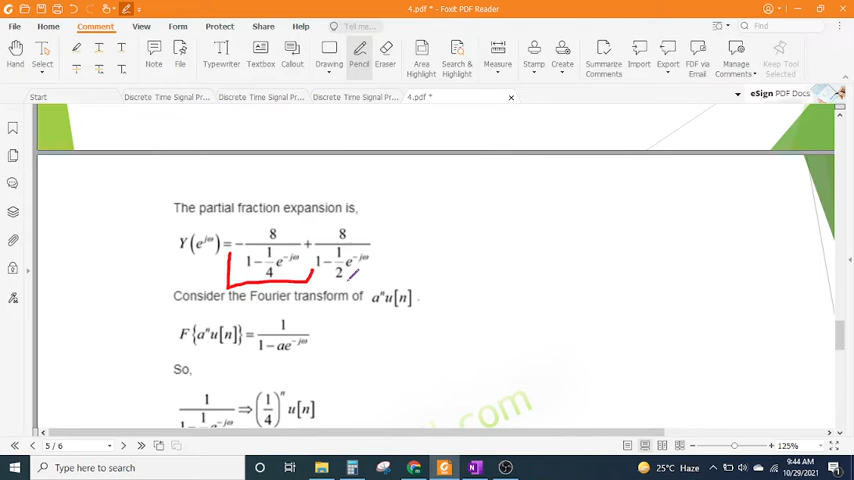 4.pdf * - Foxit PDF Reader
File Home Comment View Form Protect Share Help Tell me... Find
Hand Select Note File Typewriter Textbox Callout Drawing Pencil Eraser Area Highlight Search & Highlight Measure Stamp Create Summarize Comments Import Export FDF via Email Manage Comments Keep Tool Selected
Start Discrete Time Signal Pr... Discrete Time Signal Pr... Discrete Time Signal Pr... 4.pdf * eSign PDF Docs
The partial fraction expansion is,
Y(e^{jω}) = - 8 / (1 - 1/4 e^{-jω}) + 8 / (1 - 1/2 e^{-jω})
Consider the Fourier transform of aⁿu[n] .
F{aⁿu[n]} = 1 / (1 - ae^{-jω})
So,
1 / (1 - 1/4 e^{-jω}) ⇒ (1/4)ⁿ u[n]
com
5 / 6 125%
Type here to search 25°C Haze 9:44 AM
10/29/2021